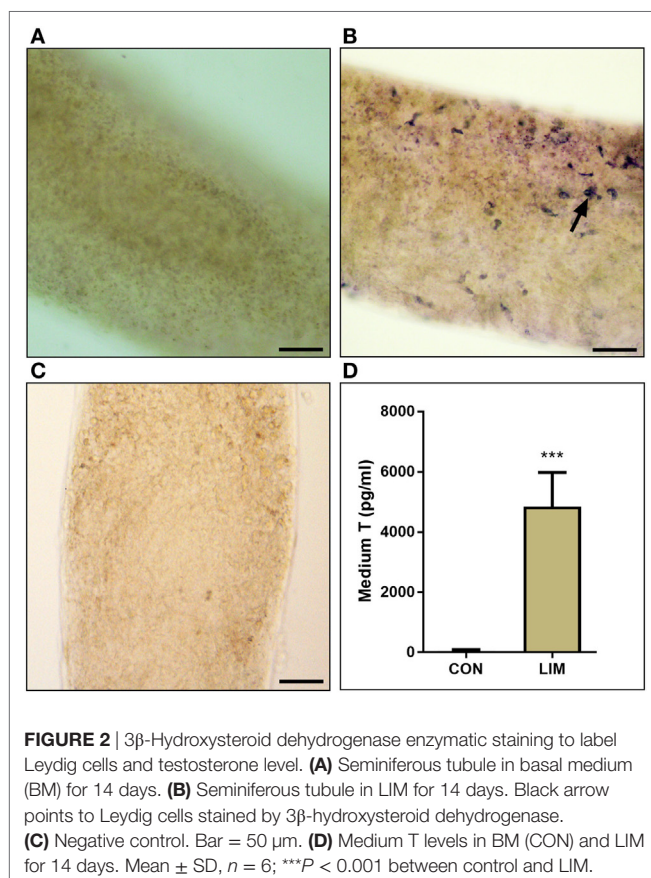 A
B
C
D
8000
6000
4000
2000
0
Medium T (pg/ml)
***
CON
LIM
FIGURE 2 | 3β-Hydroxysteroid dehydrogenase enzymatic staining to label
Leydig cells and testosterone level. (A) Seminiferous tubule in basal medium
(BM) for 14 days. (B) Seminiferous tubule in LIM for 14 days. Black arrow
points to Leydig cells stained by 3β-hydroxysteroid dehydrogenase.
(C) Negative control. Bar = 50 μm. (D) Medium T levels in BM (CON) and LIM
for 14 days. Mean ± SD, n = 6; ***P < 0.001 between control and LIM.